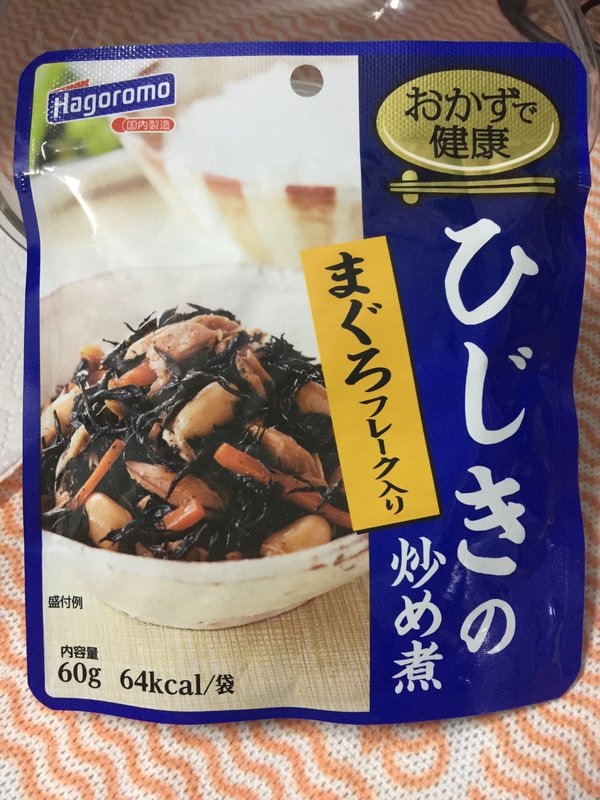 Hagoromo
国内製造
おかずで
健康
ひじきの
炒め煮
まぐろフレーク入り
盛付例
内容量
60g 64kcal/袋